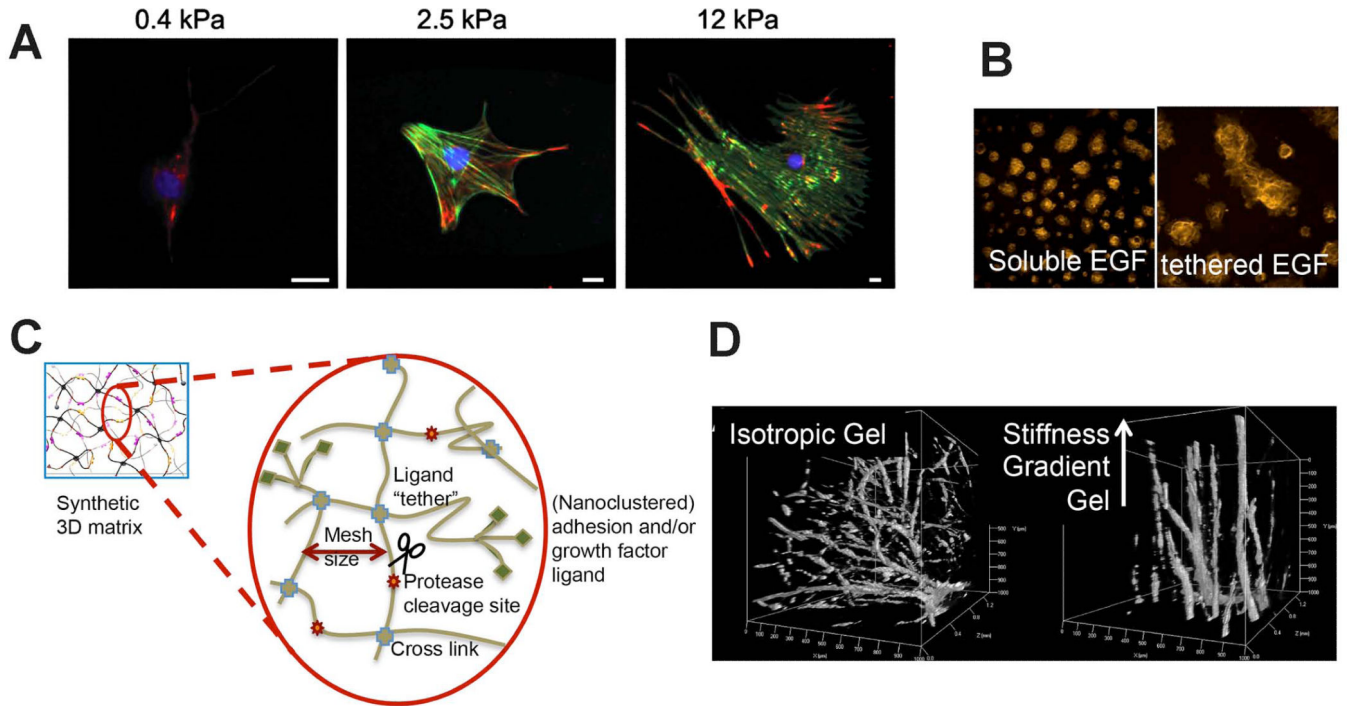 A
0.4 kPa
2.5 kPa
12 kPa
B
Soluble EGF
tethered EGF
C
Synthetic
3D matrix
Ligand
“tether”
Mesh
size
Protease
cleavage site
Cross link
(Nanoclustered)
adhesion and/or
growth factor
ligand
D
Isotropic Gel
Stiffness
Gradient
Gel